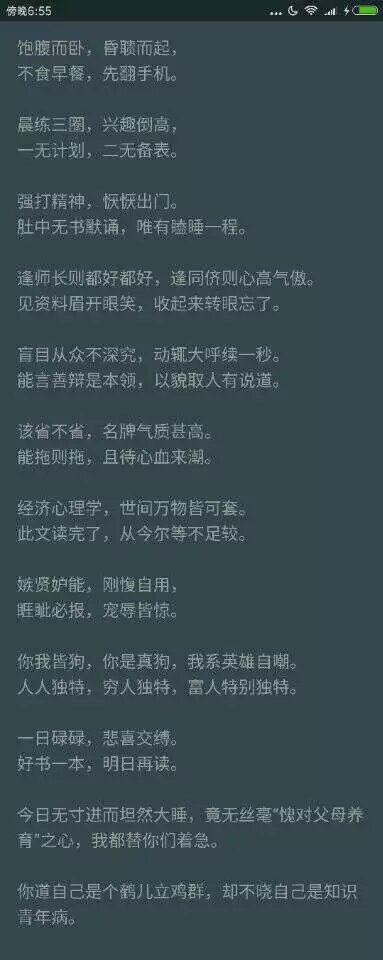 傍晚6:55
饱腹而卧，昏聩而起，
不食早餐，先翻手机。
晨练三圈，兴趣倒高，
一无计划，二无备表。
强打精神，恹恹出门。
肚中无书默诵，唯有瞌睡一程。
逢师长则都好都好，逢同侪则心高气傲。
见资料眉开眼笑，收起来转眼忘了。
盲目从众不深究，动辄大呼续一秒。
能言善辩是本领，以貌取人有说道。
该省不省，名牌气质甚高。
能拖则拖，且待心血来潮。
经济心理学，世间万物皆可套。
此文读完了，从今尔等不足较。
嫉贤妒能，刚愎自用，
睚眦必报，宠辱皆惊。
你我皆狗，你是真狗，我系英雄自嘲。
人人独特，穷人独特，富人特别独特。
一日碌碌，悲喜交缚。
好书一本，明日再读。
今日无寸进而坦然大睡，竟无丝毫“愧对父母养
育”之心，我都替你们着急。
你道自己是个鹤儿立鸡群，却不晓自己是知识
青年病。